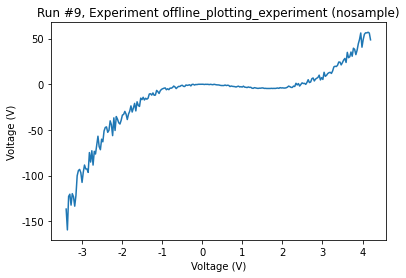 Run #9, Experiment offline_plotting_experiment (nosample)
50
0
-50
-100
-150
Voltage (V)
-3 -2 -1 0 1 2 3 4
Voltage (V)